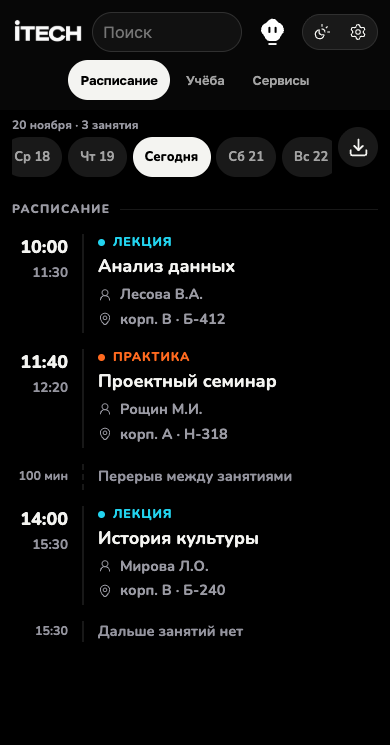 iTECH Поиск
Расписание Учёба Сервисы
20 ноября · 3 занятия
Ср 18 Чт 19 Сегодня Сб 21 Вс 22
РАСПИСАНИЕ
10:00 ЛЕКЦИЯ
11:30 Анализ данных
Лесова В.А.
корп. В · Б-412
11:40 ПРАКТИКА
12:20 Проектный семинар
Рощин М.И.
корп. А · Н-318
100 мин Перерыв между занятиями
14:00 ЛЕКЦИЯ
15:30 История культуры
Мирова Л.О.
корп. В · Б-240
15:30 Дальше занятий нет